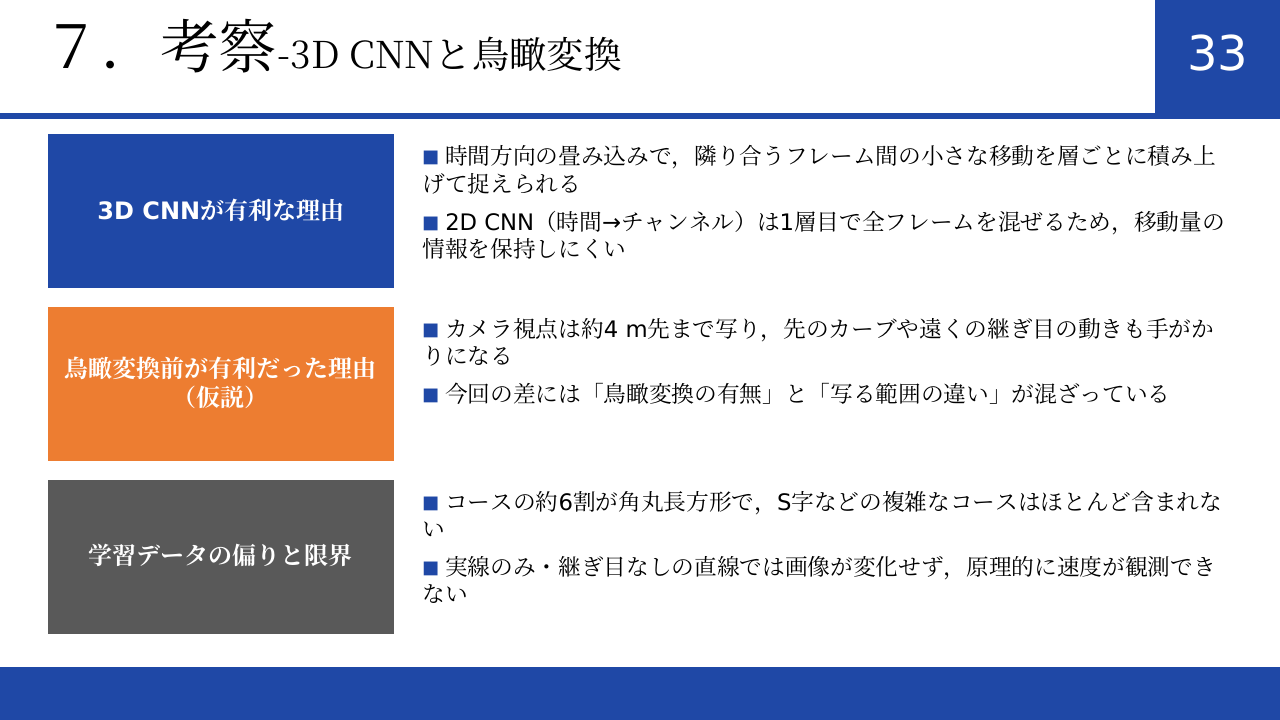 ７．考察-3D CNNと鳥瞰変換
33
3D CNNが有利な理由
■ 時間方向の畳み込みで，隣り合うフレーム間の小さな移動を層ごとに積み上
げて捉えられる
■ 2D CNN（時間→チャンネル）は1層目で全フレームを混ぜるため，移動量の
情報を保持しにくい
鳥瞰変換前が有利だった理由
（仮説）
■ カメラ視点は約4 m先まで写り，先のカーブや遠くの継ぎ目の動きも手がか
りになる
■ 今回の差には「鳥瞰変換の有無」と「写る範囲の違い」が混ざっている
学習データの偏りと限界
■ コースの約6割が角丸長方形で，S字などの複雑なコースはほとんど含まれな
い
■ 実線のみ・継ぎ目なしの直線では画像が変化せず，原理的に速度が観測でき
ない